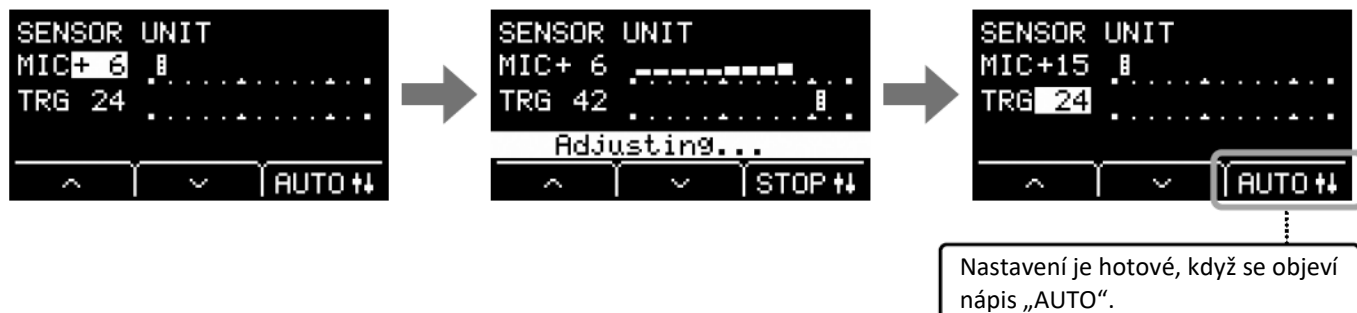 SENSOR UNIT
MIC+ 6
TRG 24
AUTO
SENSOR UNIT
MIC+ 6
TRG 42
Adjusting...
STOP
SENSOR UNIT
MIC+15
TRG 24
AUTO
Nastavení je hotové, když se objeví
nápis „AUTO“.